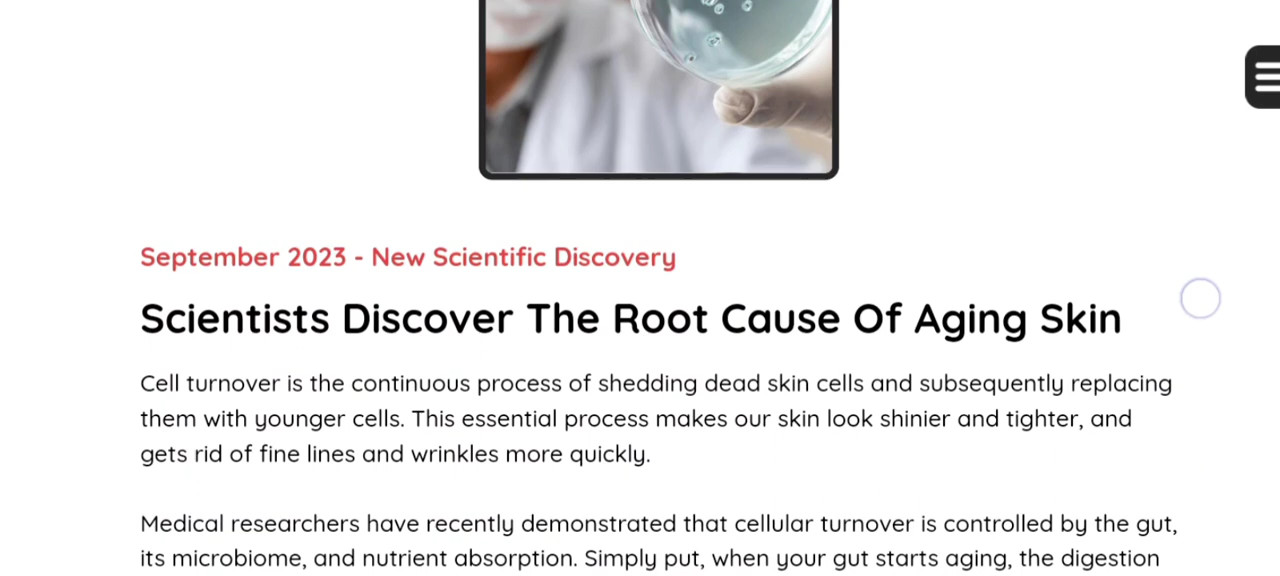 September 2023 - New Scientific Discovery
Scientists Discover The Root Cause Of Aging Skin
Cell turnover is the continuous process of shedding dead skin cells and subsequently replacing
them with younger cells. This essential process makes our skin look shinier and tighter, and
gets rid of fine lines and wrinkles more quickly.
Medical researchers have recently demonstrated that cellular turnover is controlled by the gut,
its microbiome, and nutrient absorption. Simply put, when your gut starts aging, the digestion